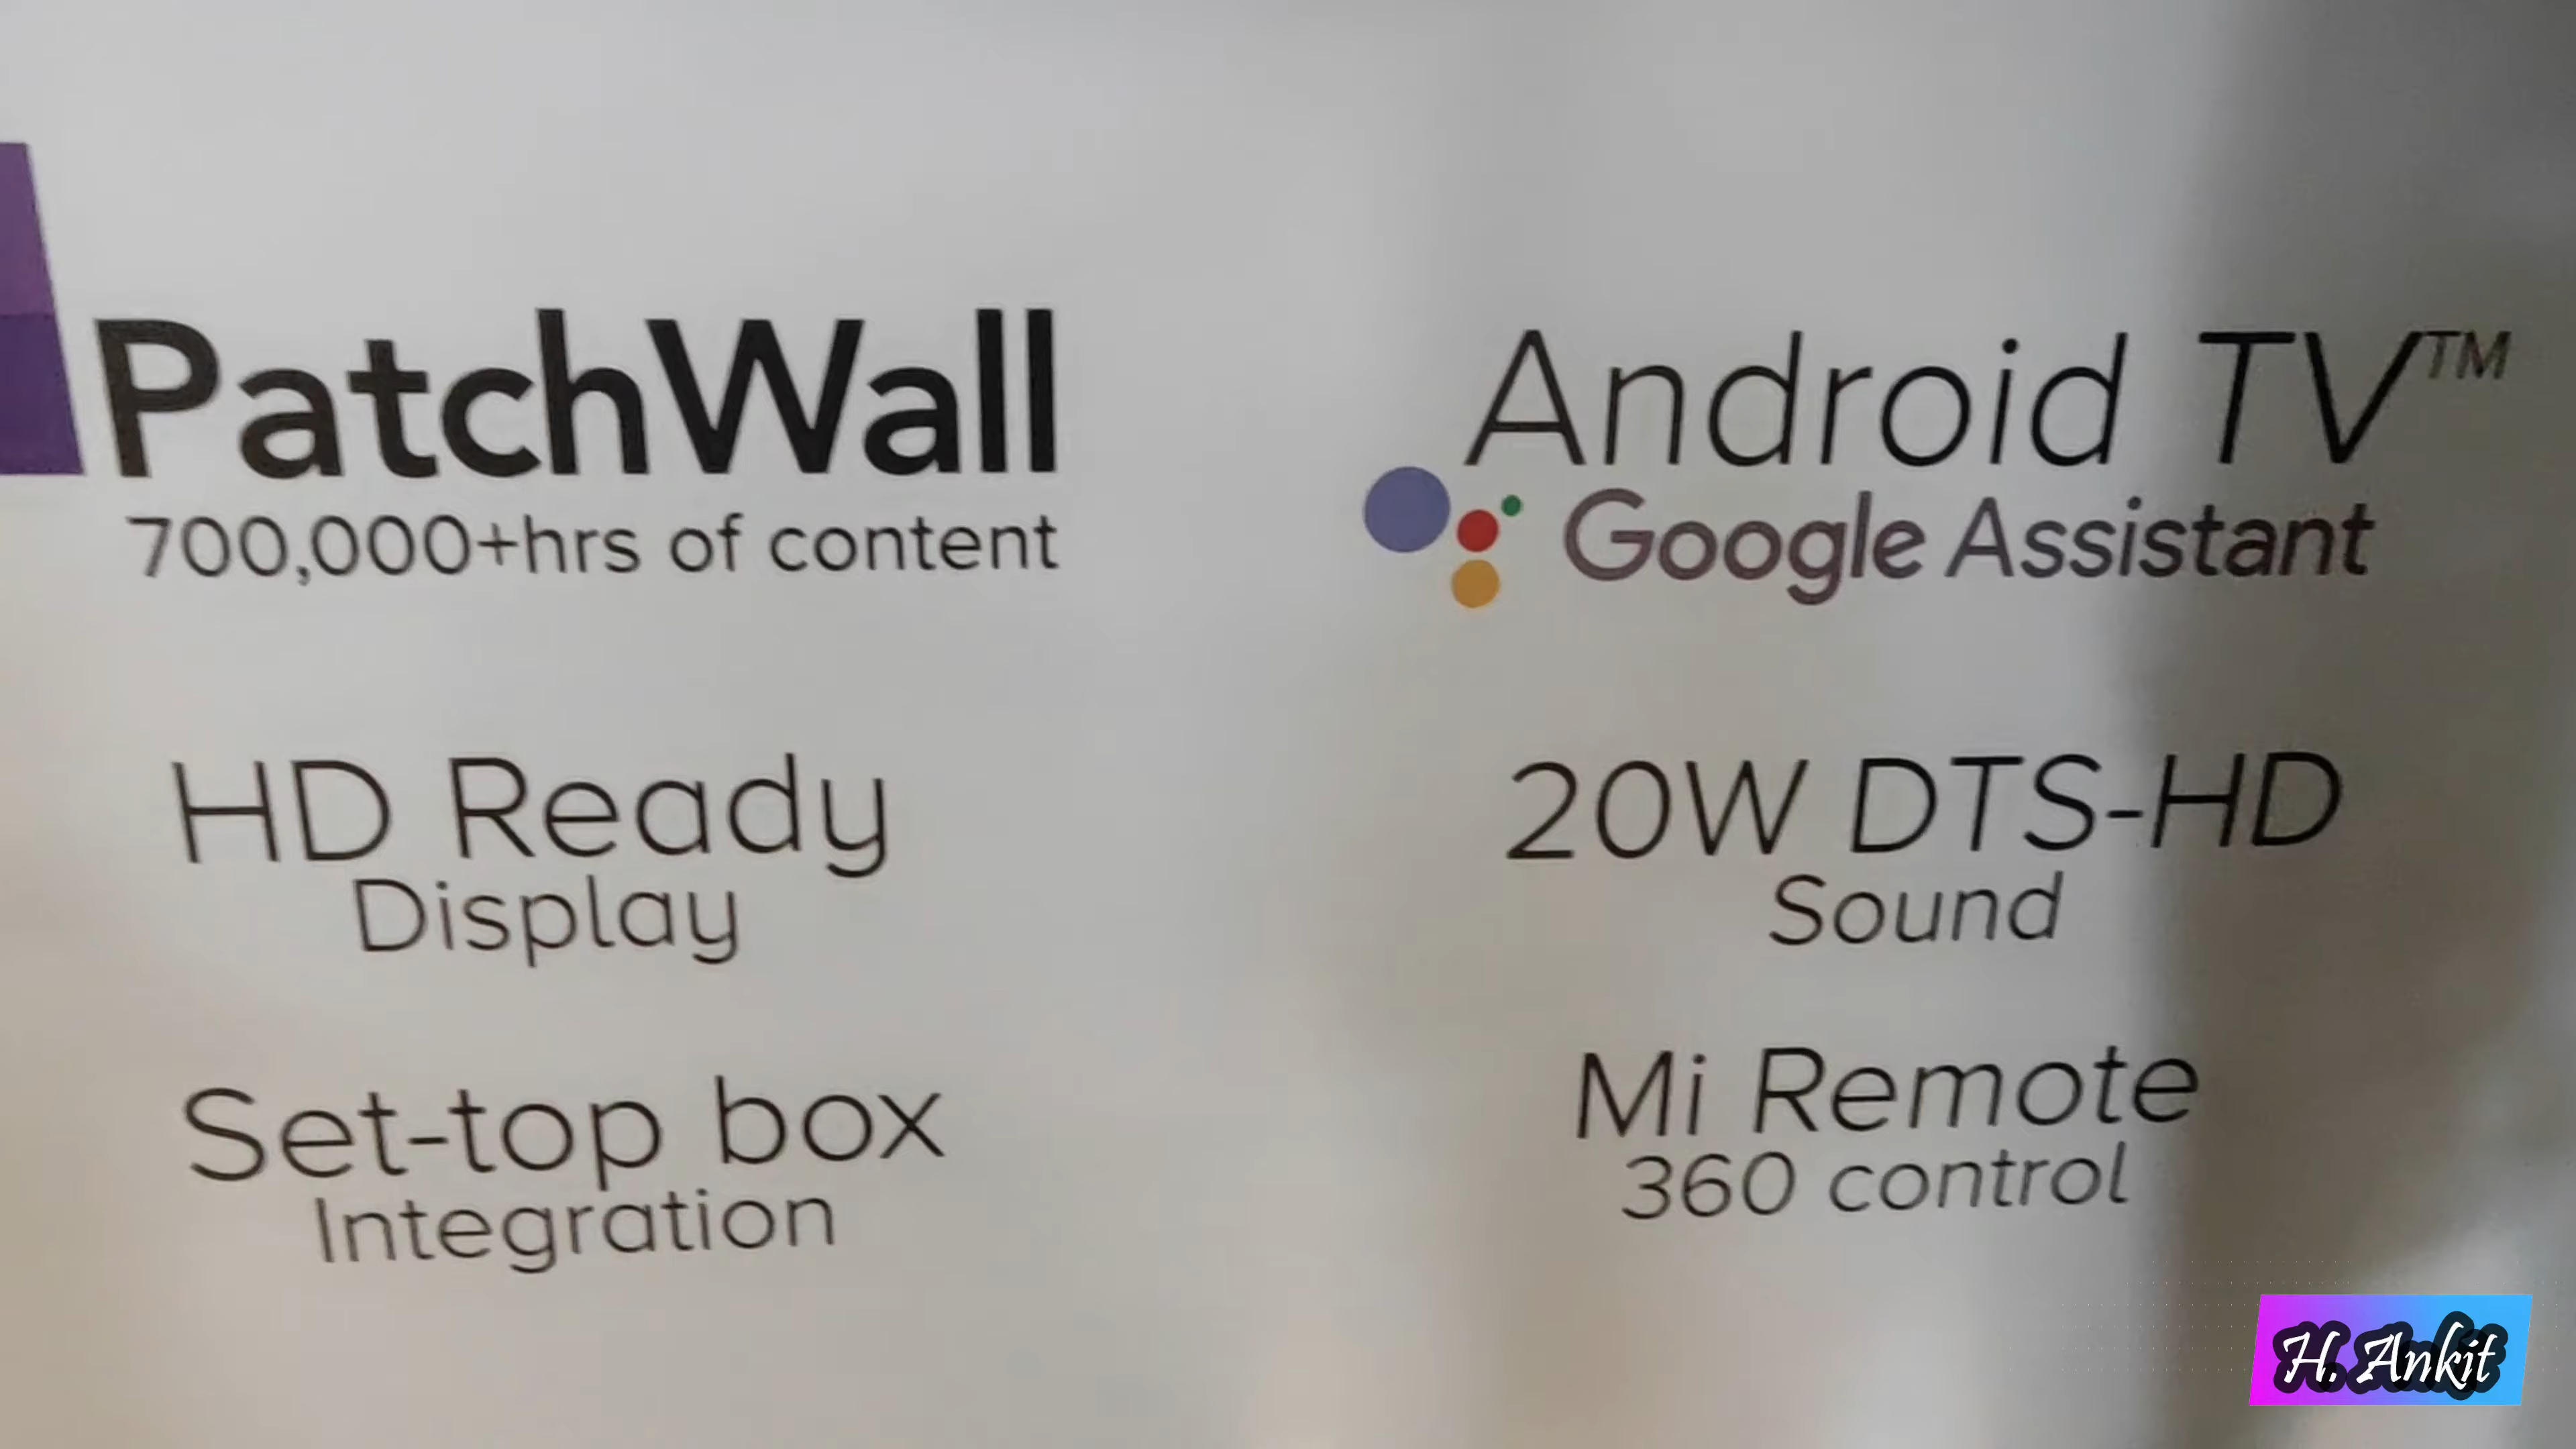 PatchWall
700,000+hrs of content
Android TV™
Google Assistant
HD Ready
Display
20W DTS-HD
Sound
Set-top box
Integration
Mi Remote
360 control
H. Ankit